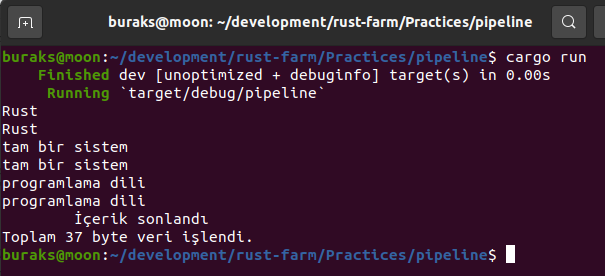 buraks@moon: ~/development/rust-farm/Practices/pipeline
buraks@moon:~/development/rust-farm/Practices/pipeline$ cargo run
    Finished dev [unoptimized + debuginfo] target(s) in 0.00s
     Running `target/debug/pipeline`
Rust
Rust
tam bir sistem
tam bir sistem
programlama dili
programlama dili
        İçerik sonlandı
Toplam 37 byte veri işlendi.
buraks@moon:~/development/rust-farm/Practices/pipeline$